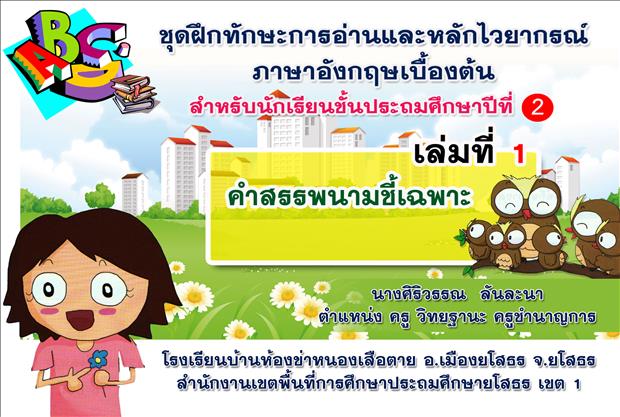 ABC
ชุดฝึกทักษะการอ่านและหลักไวยากรณ์
ภาษาอังกฤษเบื้องต้น
สำหรับนักเรียนชั้นประถมศึกษาปีที่ 2
เล่มที่ 1
คำสรรพนามชี้เฉพาะ
นางศิริวรรณ ลันละนา
ตำแหน่ง ครู วิทยฐานะ ครูชำนาญการ
โรงเรียนบ้านท้องข่าหนองเสือตาย อ.เมืองยโสธร จ.ยโสธร
สำนักงานเขตพื้นที่การศึกษาประถมศึกษายโสธร เขต 1